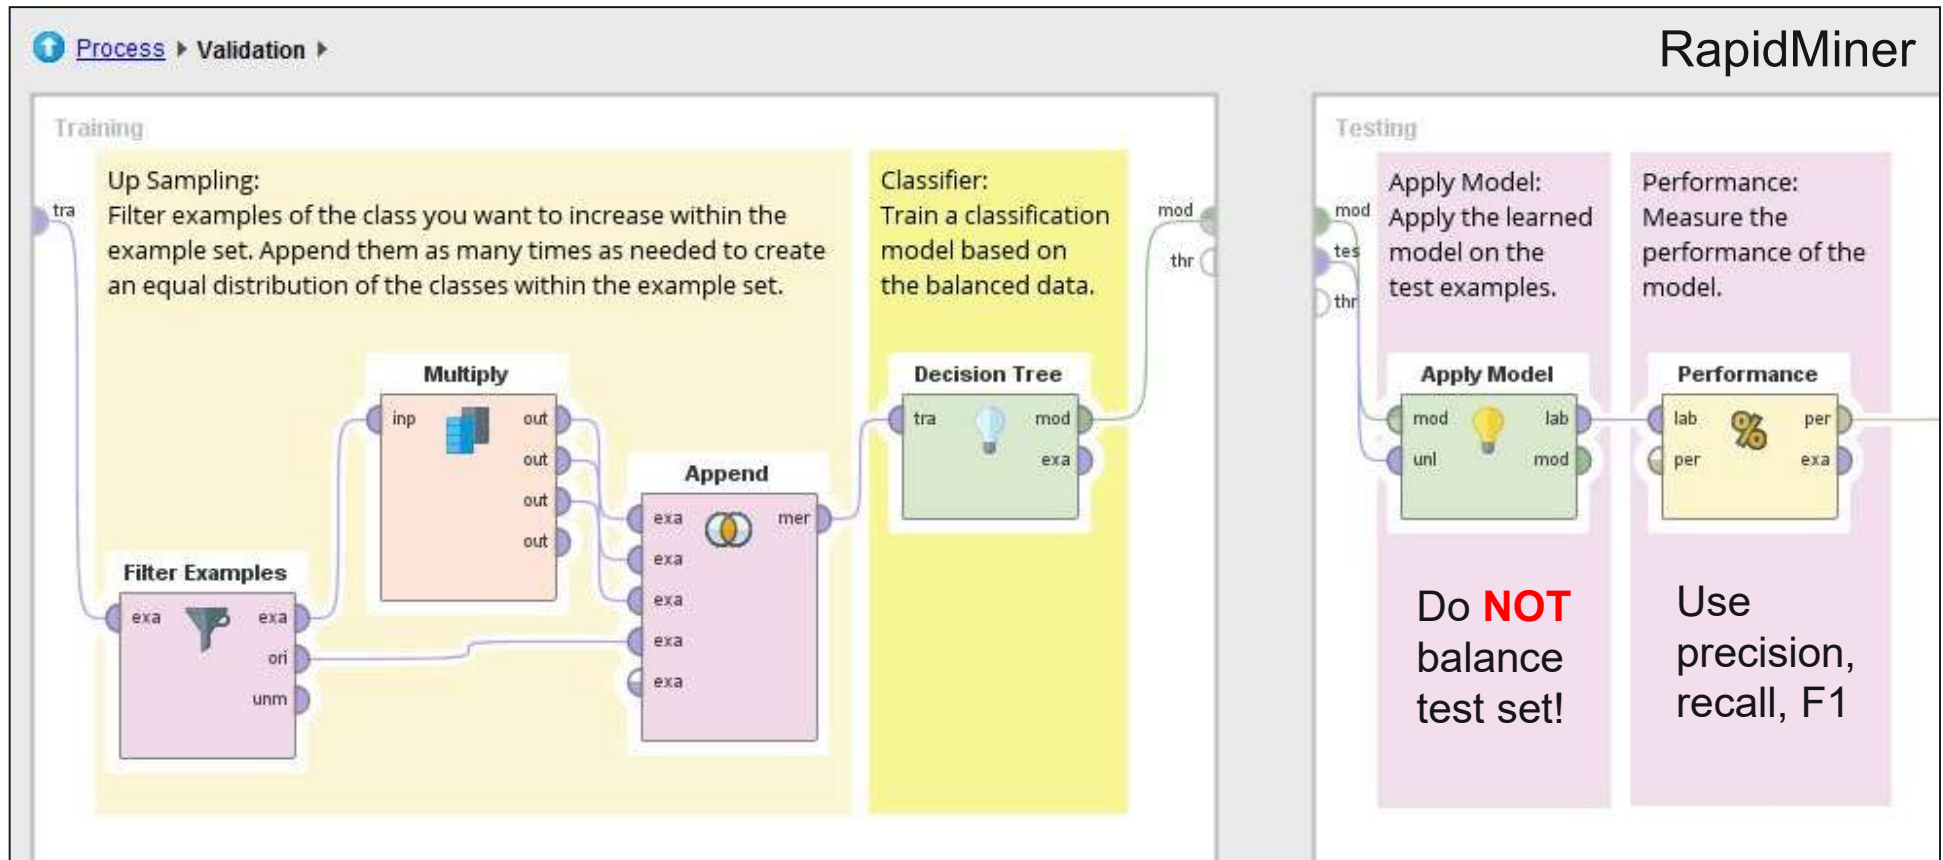 Process Validation
RapidMiner
Training
Up Sampling:
Filter examples of the class you want to increase within the
example set. Append them as many times as needed to create
an equal distribution of the classes within the example set.
Classifier:
Train a classification
model based on
the balanced data.
tra
mod
thr
Filter Examples
exa exa
ori
unm
Multiply
inp out
out
out
out
Append
exa mer
exa
exa
exa
exa
Decision Tree
tra mod
exa
Testing
mod
tes
thr
Apply Model:
Apply the learned
model on the
test examples.
Performance:
Measure the
performance of the
model.
Apply Model
mod lab
unl mod
Performance
lab per
per exa
%
Do NOT
balance
test set!
Use
precision,
recall, F1